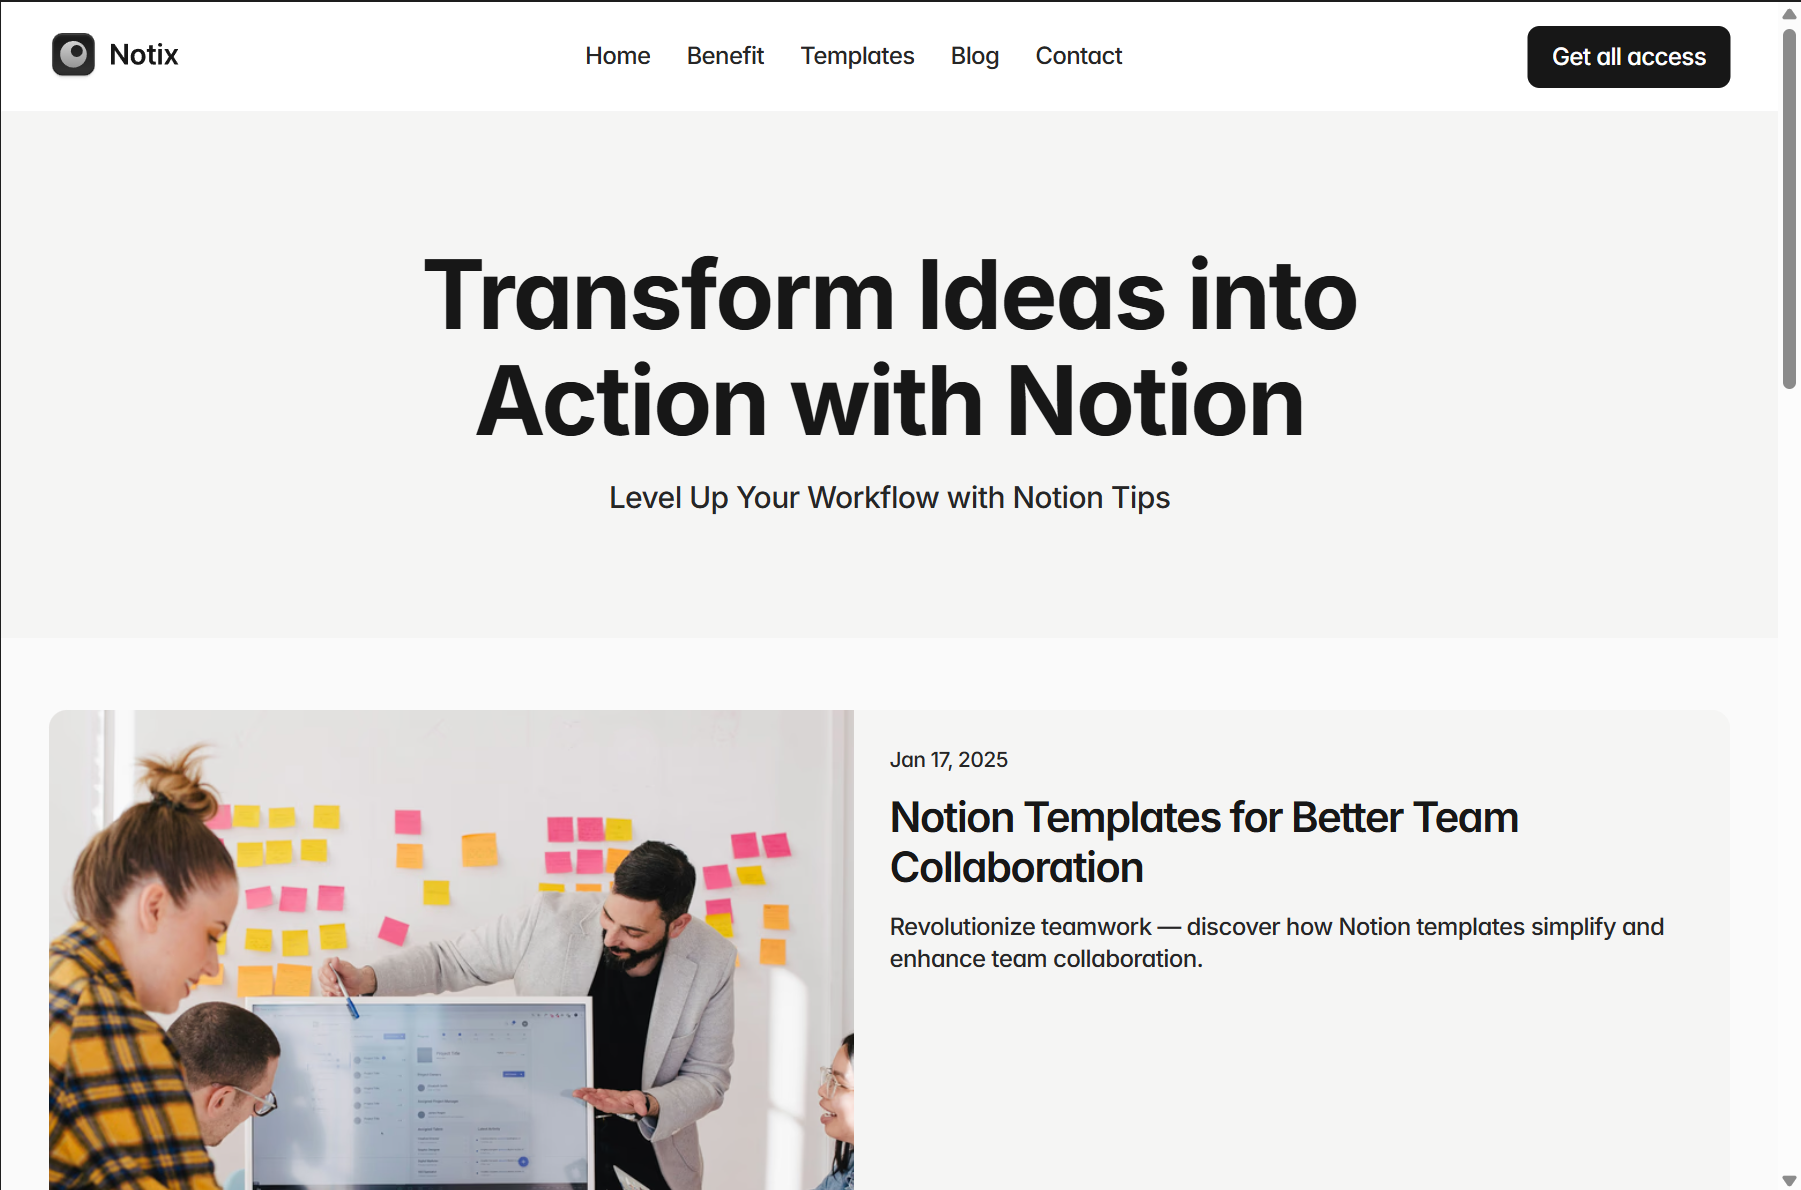 Notix
Home Benefit Templates Blog Contact
Get all access
Transform Ideas into
Action with Notion
Level Up Your Workflow with Notion Tips
Jan 17, 2025
Notion Templates for Better Team
Collaboration
Revolutionize teamwork — discover how Notion templates simplify and
enhance team collaboration.